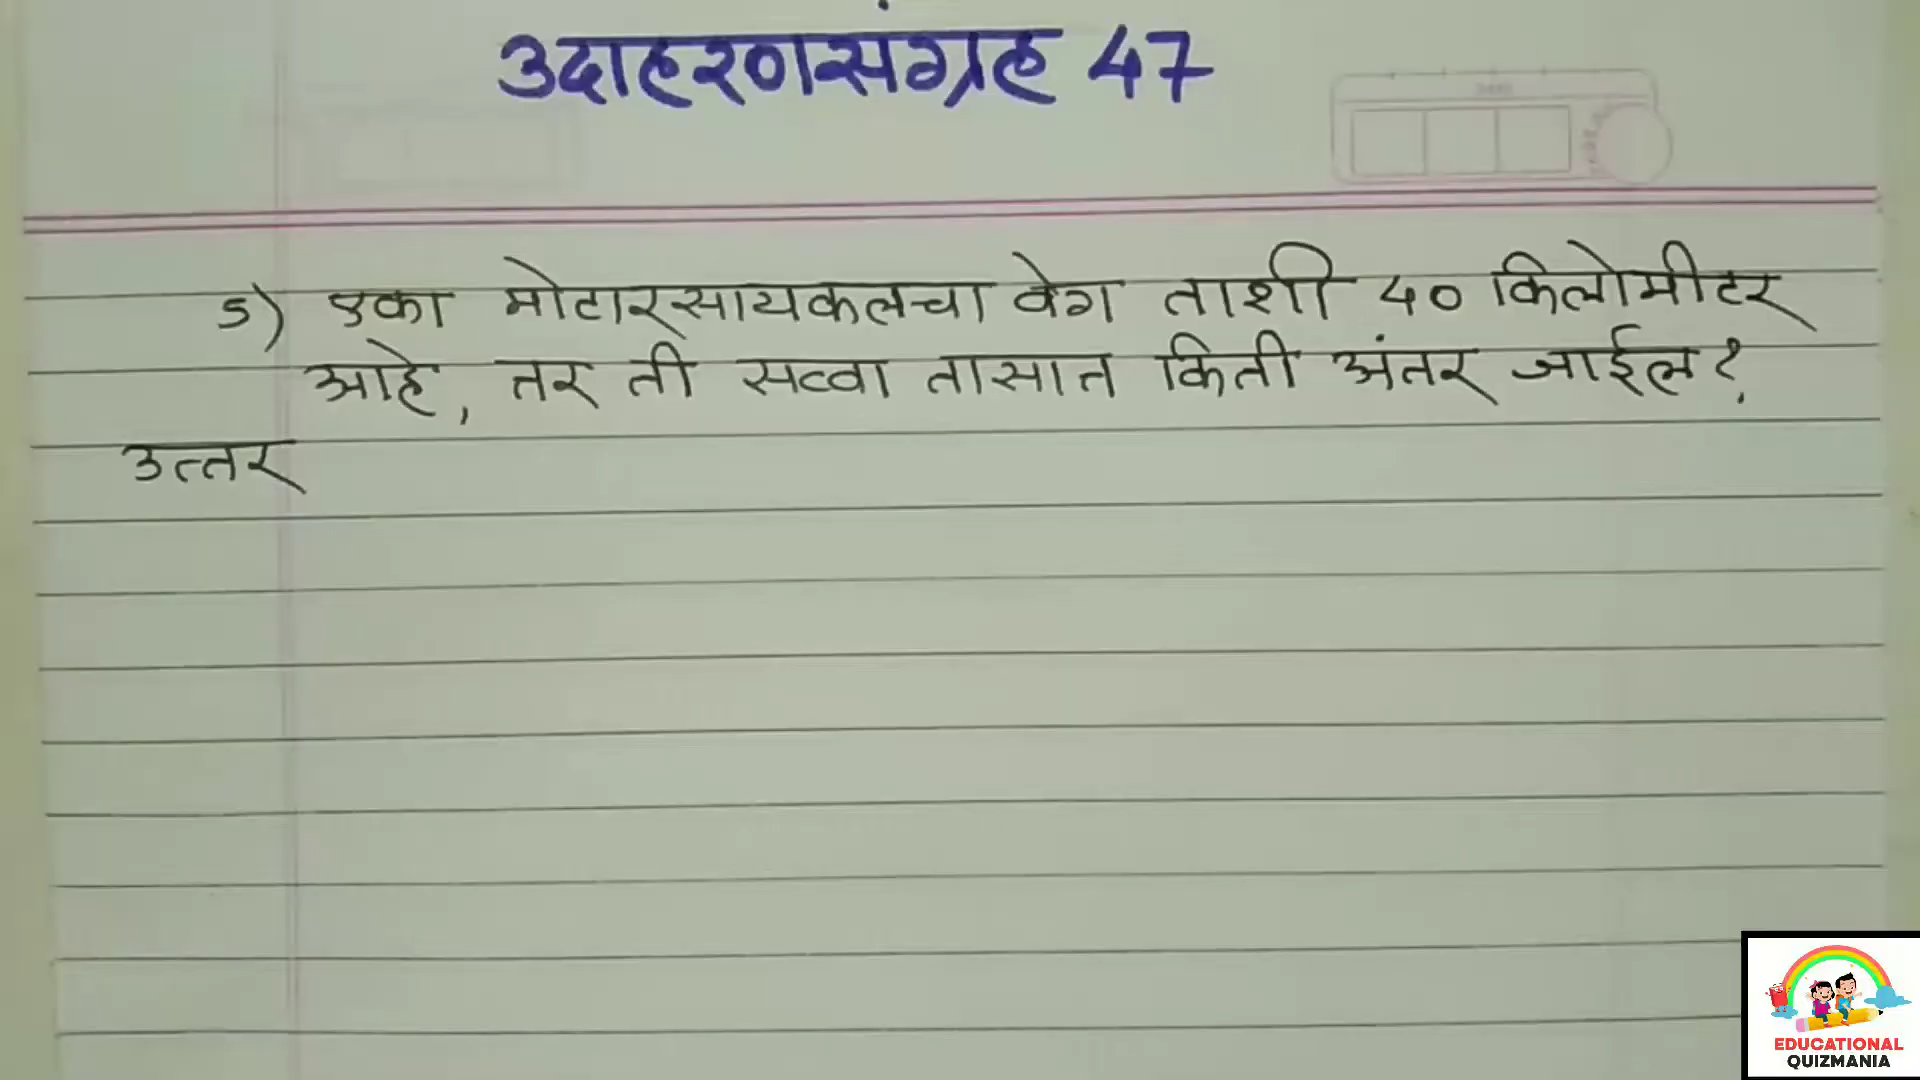 उदाहरणसंग्रह 47
5) एका मोटारसायकलचा वेग ताशी 40 किलोमीटर
आहे, तर ती सव्वा तासात किती अंतर जाईल?
उत्तर
EDUCATIONAL
QUIZMANIA